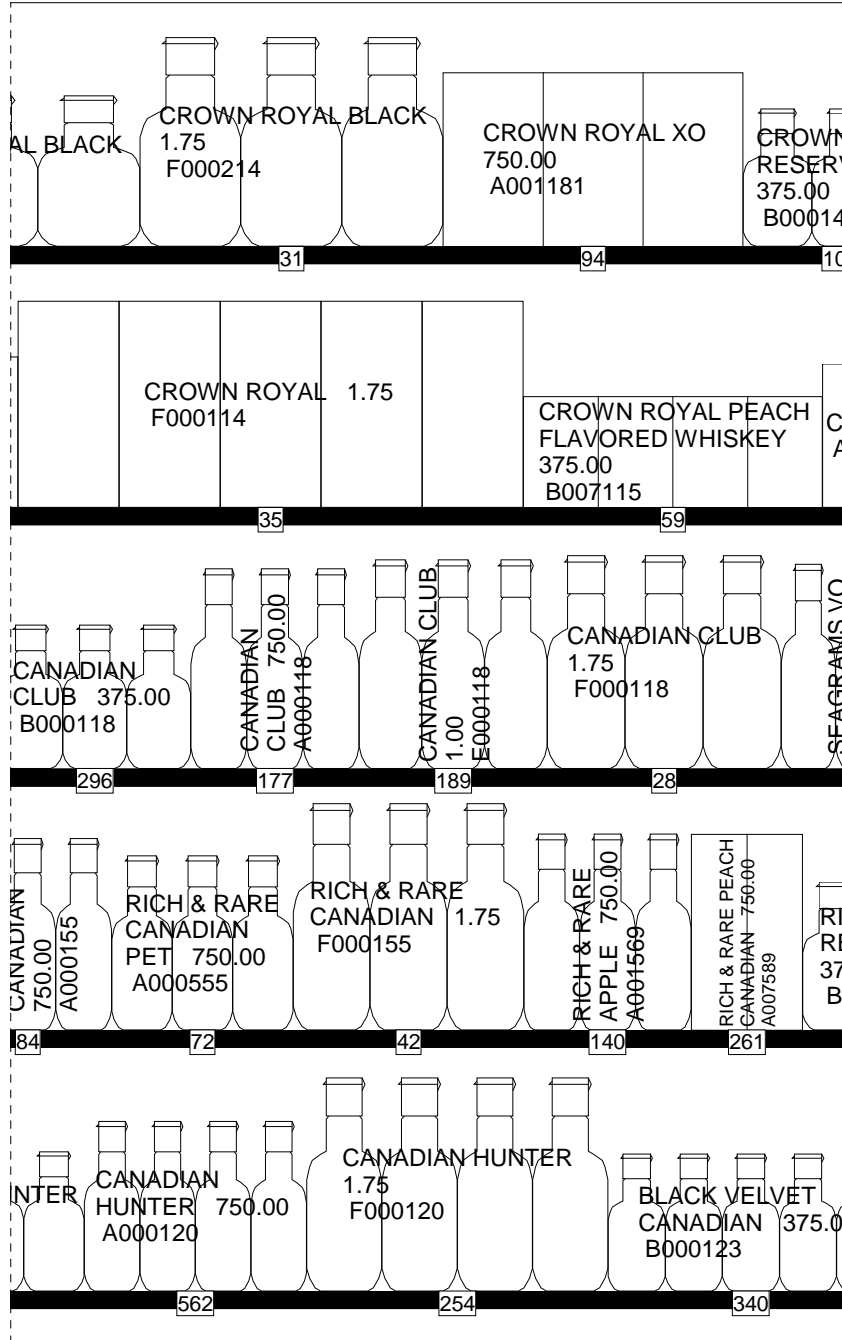 AL BLACK
CROWN ROYAL BLACK
1.75
F000214
CROWN ROYAL XO
750.00
A001181
CROWN
RESERV
375.00
B00014
31
94
10
CROWN ROYAL 1.75
F000114
CROWN ROYAL PEACH
FLAVORED WHISKEY
375.00
B007115
C
A
35
59
CANADIAN
CLUB 375.00
B000118
CANADIAN
CLUB 750.00
A000118
CANADIAN CLUB
1.00
E000118
CANADIAN CLUB
1.75
F000118
SEAGRAMS VO
296
177
189
28
CANADIAN
750.00
A000155
RICH & RARE
CANADIAN
PET 750.00
A000555
RICH & RARE
CANADIAN 1.75
F000155
RICH & RARE
APPLE 750.00
A001569
RICH & RARE PEACH
CANADIAN 750.00
A007589
RI
RE
37
B
84
72
42
140
261
NTER
CANADIAN
HUNTER 750.00
A000120
CANADIAN HUNTER
1.75
F000120
BLACK VELVET
CANADIAN 375.0
B000123
562
254
340